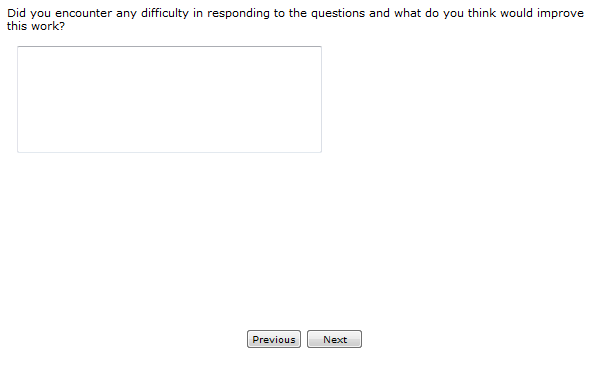 Did you encounter any difficulty in responding to the questions and what do you think would improve
this work?
Previous Next